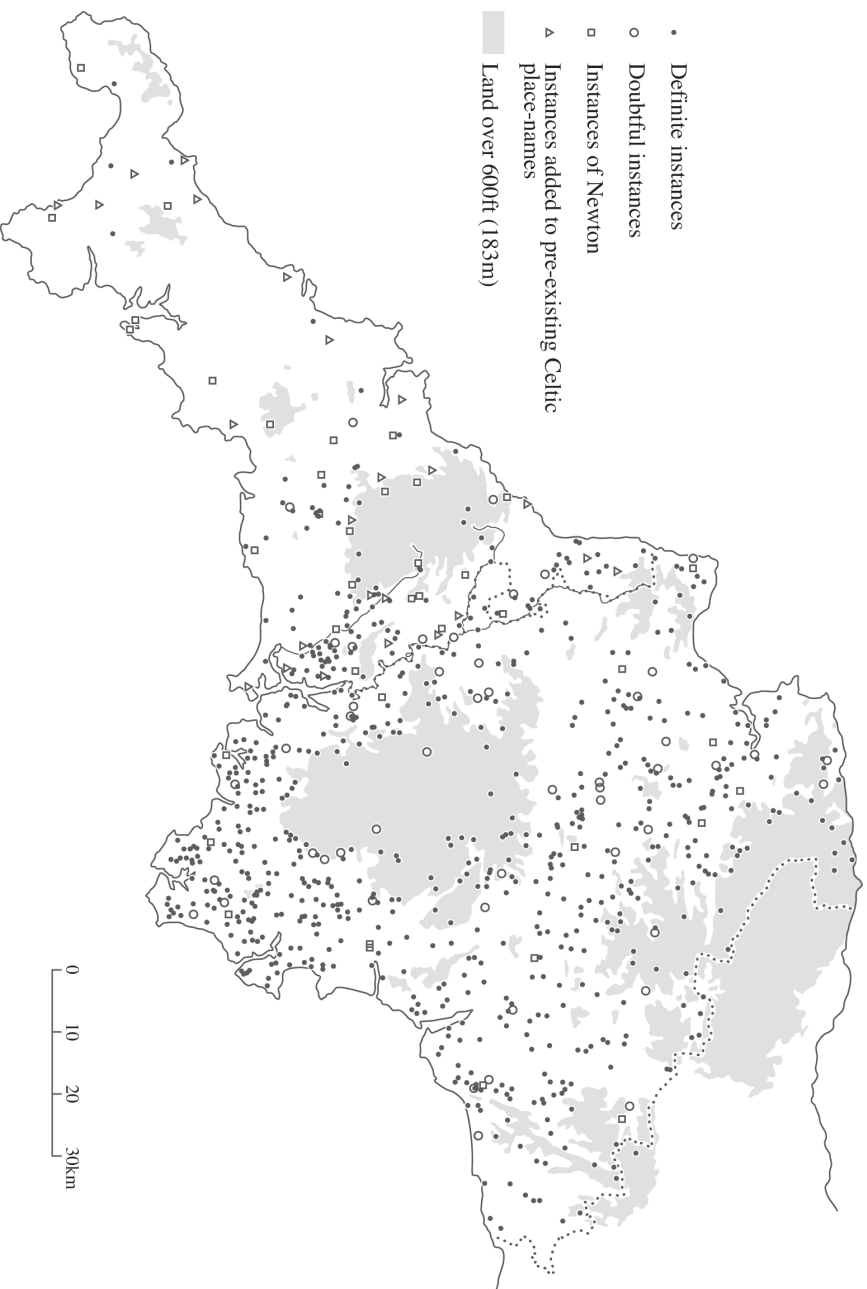 Definite instances
Doubtful instances
Instances of Newton
Instances added to pre-existing Celtic
place-names
Land over 600ft (183m)
0 10 20 30km